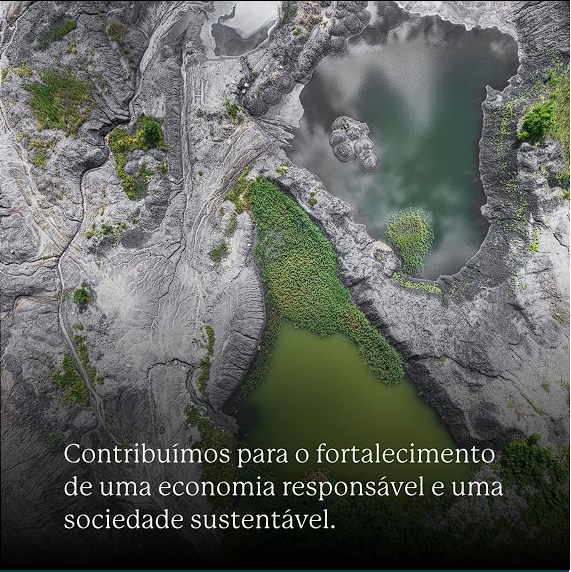 Contribuímos para o fortalecimento
de uma economia responsável e uma
sociedade sustentável.